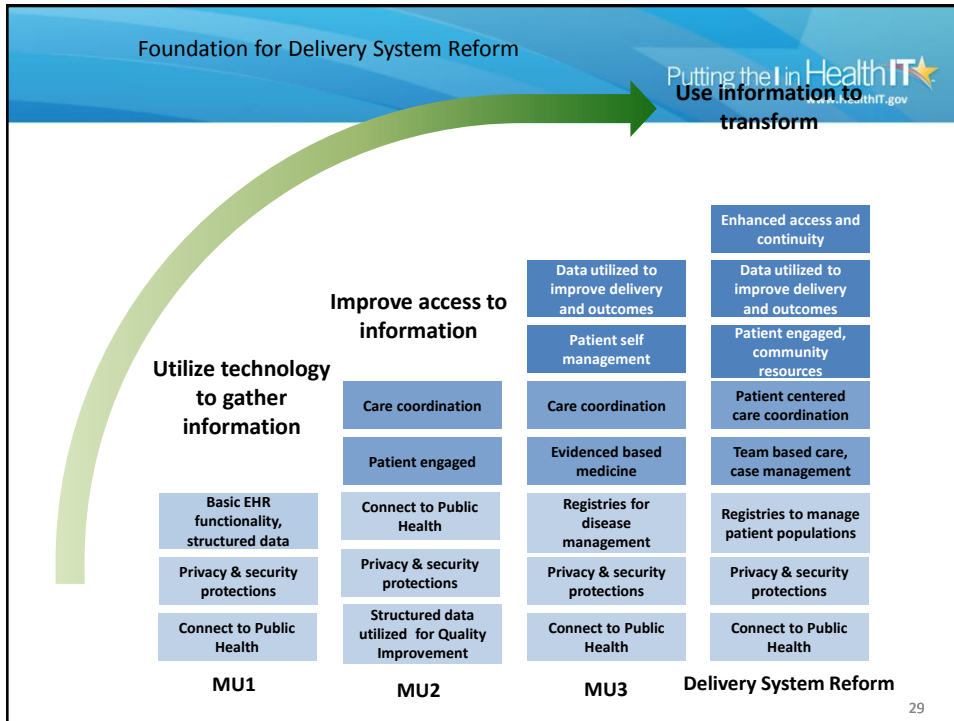 Foundation for Delivery System Reform
Putting the I in Health IT
www.HealthIT.gov
Use information to
transform
Improve access to
information
Utilize technology
to gather
information
Basic EHR
functionality,
structured data
Privacy & security
protections
Connect to Public
Health
MU1
Care coordination
Patient engaged
Connect to Public
Health
Privacy & security
protections
Structured data
utilized for Quality
Improvement
MU2
Data utilized to
improve delivery
and outcomes
Patient self
management
Care coordination
Evidenced based
medicine
Registries for
disease
management
Privacy & security
protections
Connect to Public
Health
MU3
Enhanced access and
continuity
Data utilized to
improve delivery
and outcomes
Patient engaged,
community
resources
Patient centered
care coordination
Team based care,
case management
Registries to manage
patient populations
Privacy & security
protections
Connect to Public
Health
Delivery System Reform
29